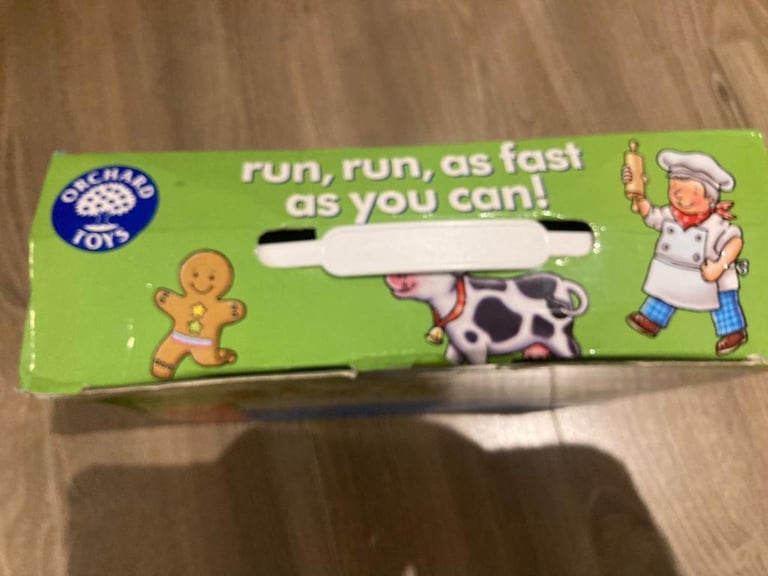 ORCHARD
TOYS
run, run, as fast
as you can!